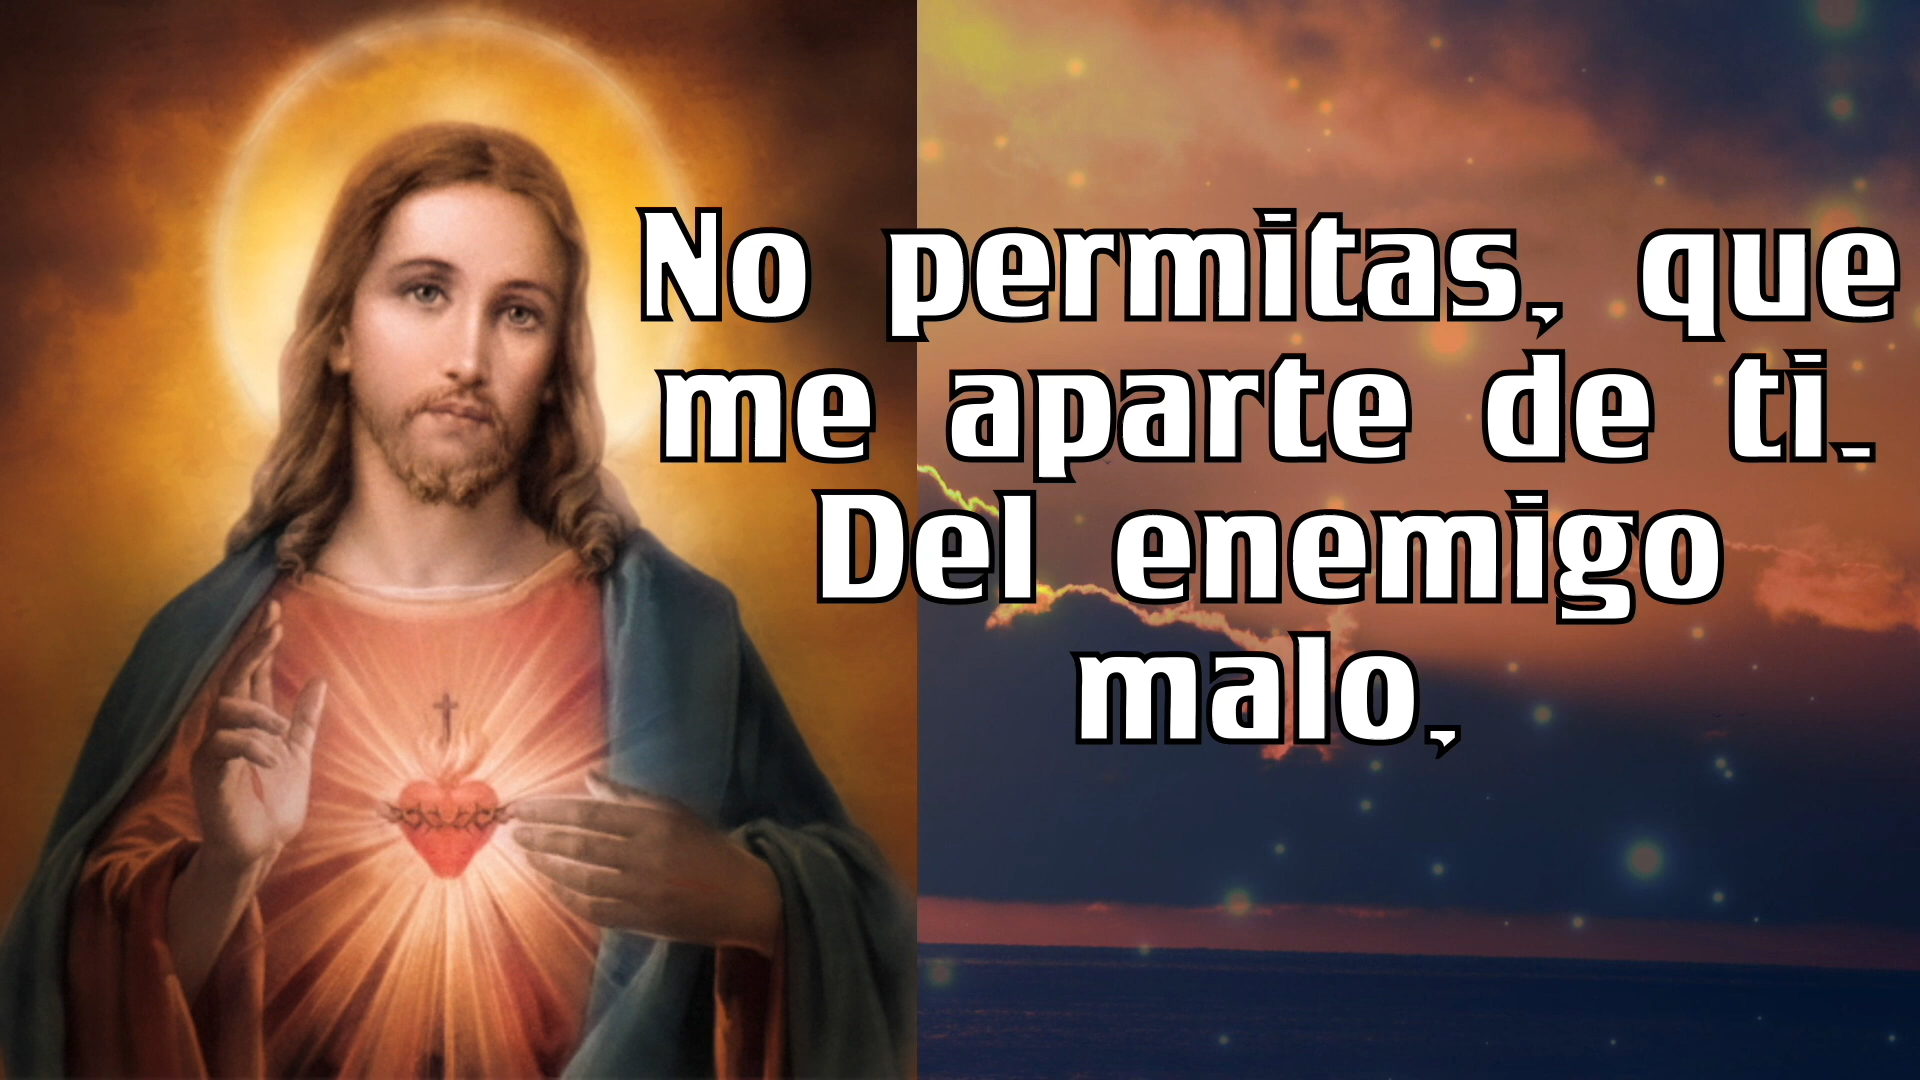 No permitas, que
me aparte de ti.
Del enemigo
malo,